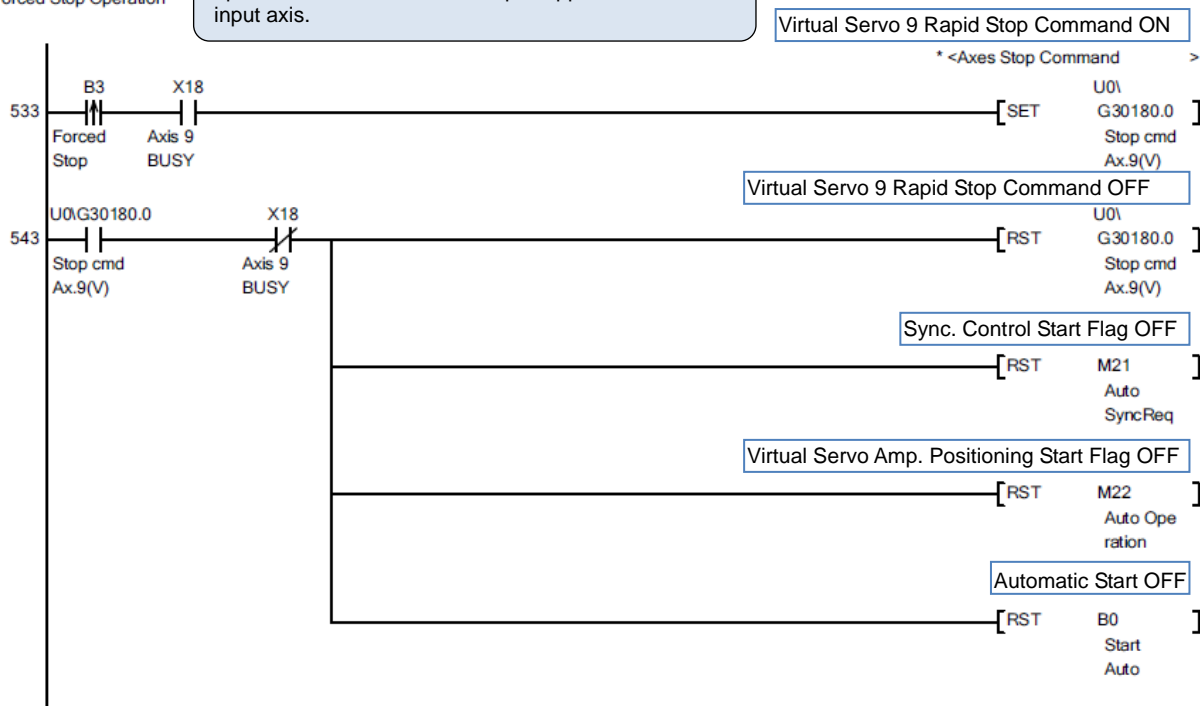 Forced Stop Operation
input axis.
Virtual Servo 9 Rapid Stop Command ON
* <Axes Stop Command >
B3 X18 U0\
533 [SET G30180.0 ]
Forced Axis 9 Stop cmd
Stop BUSY Ax.9(V)
Virtual Servo 9 Rapid Stop Command OFF
U0\G30180.0 X18 U0\
543 [RST G30180.0 ]
Stop cmd Axis 9 Stop cmd
Ax.9(V) BUSY Ax.9(V)
Sync. Control Start Flag OFF
[RST M21 ]
Auto
SyncReq
Virtual Servo Amp. Positioning Start Flag OFF
[RST M22 ]
Auto Ope
ration
Automatic Start OFF
[RST B0 ]
Start
Auto